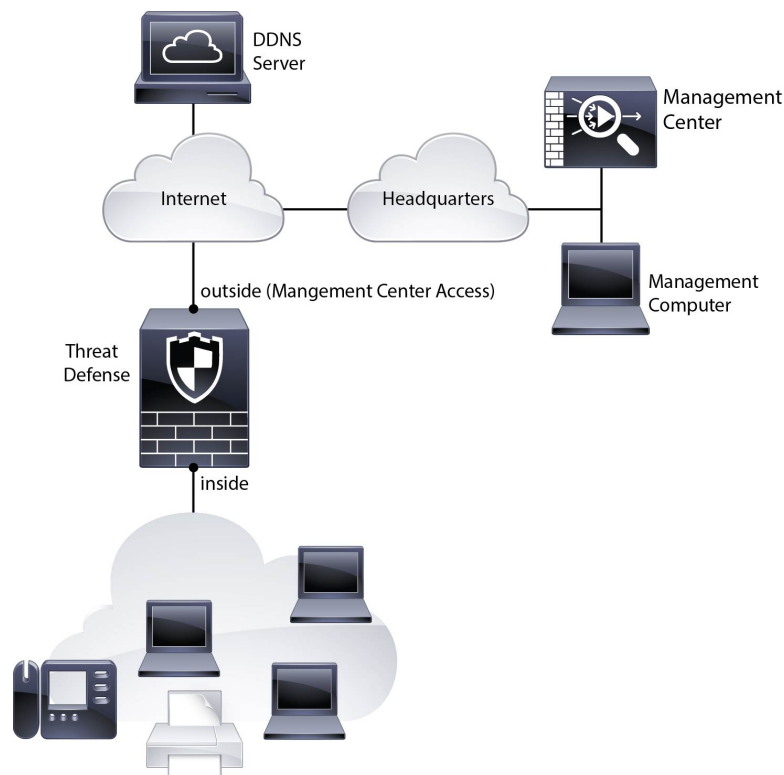 DDNS
Server
Management
Center
Internet
Headquarters
Management
Computer
outside (Mangement Center Access)
Threat
Defense
inside